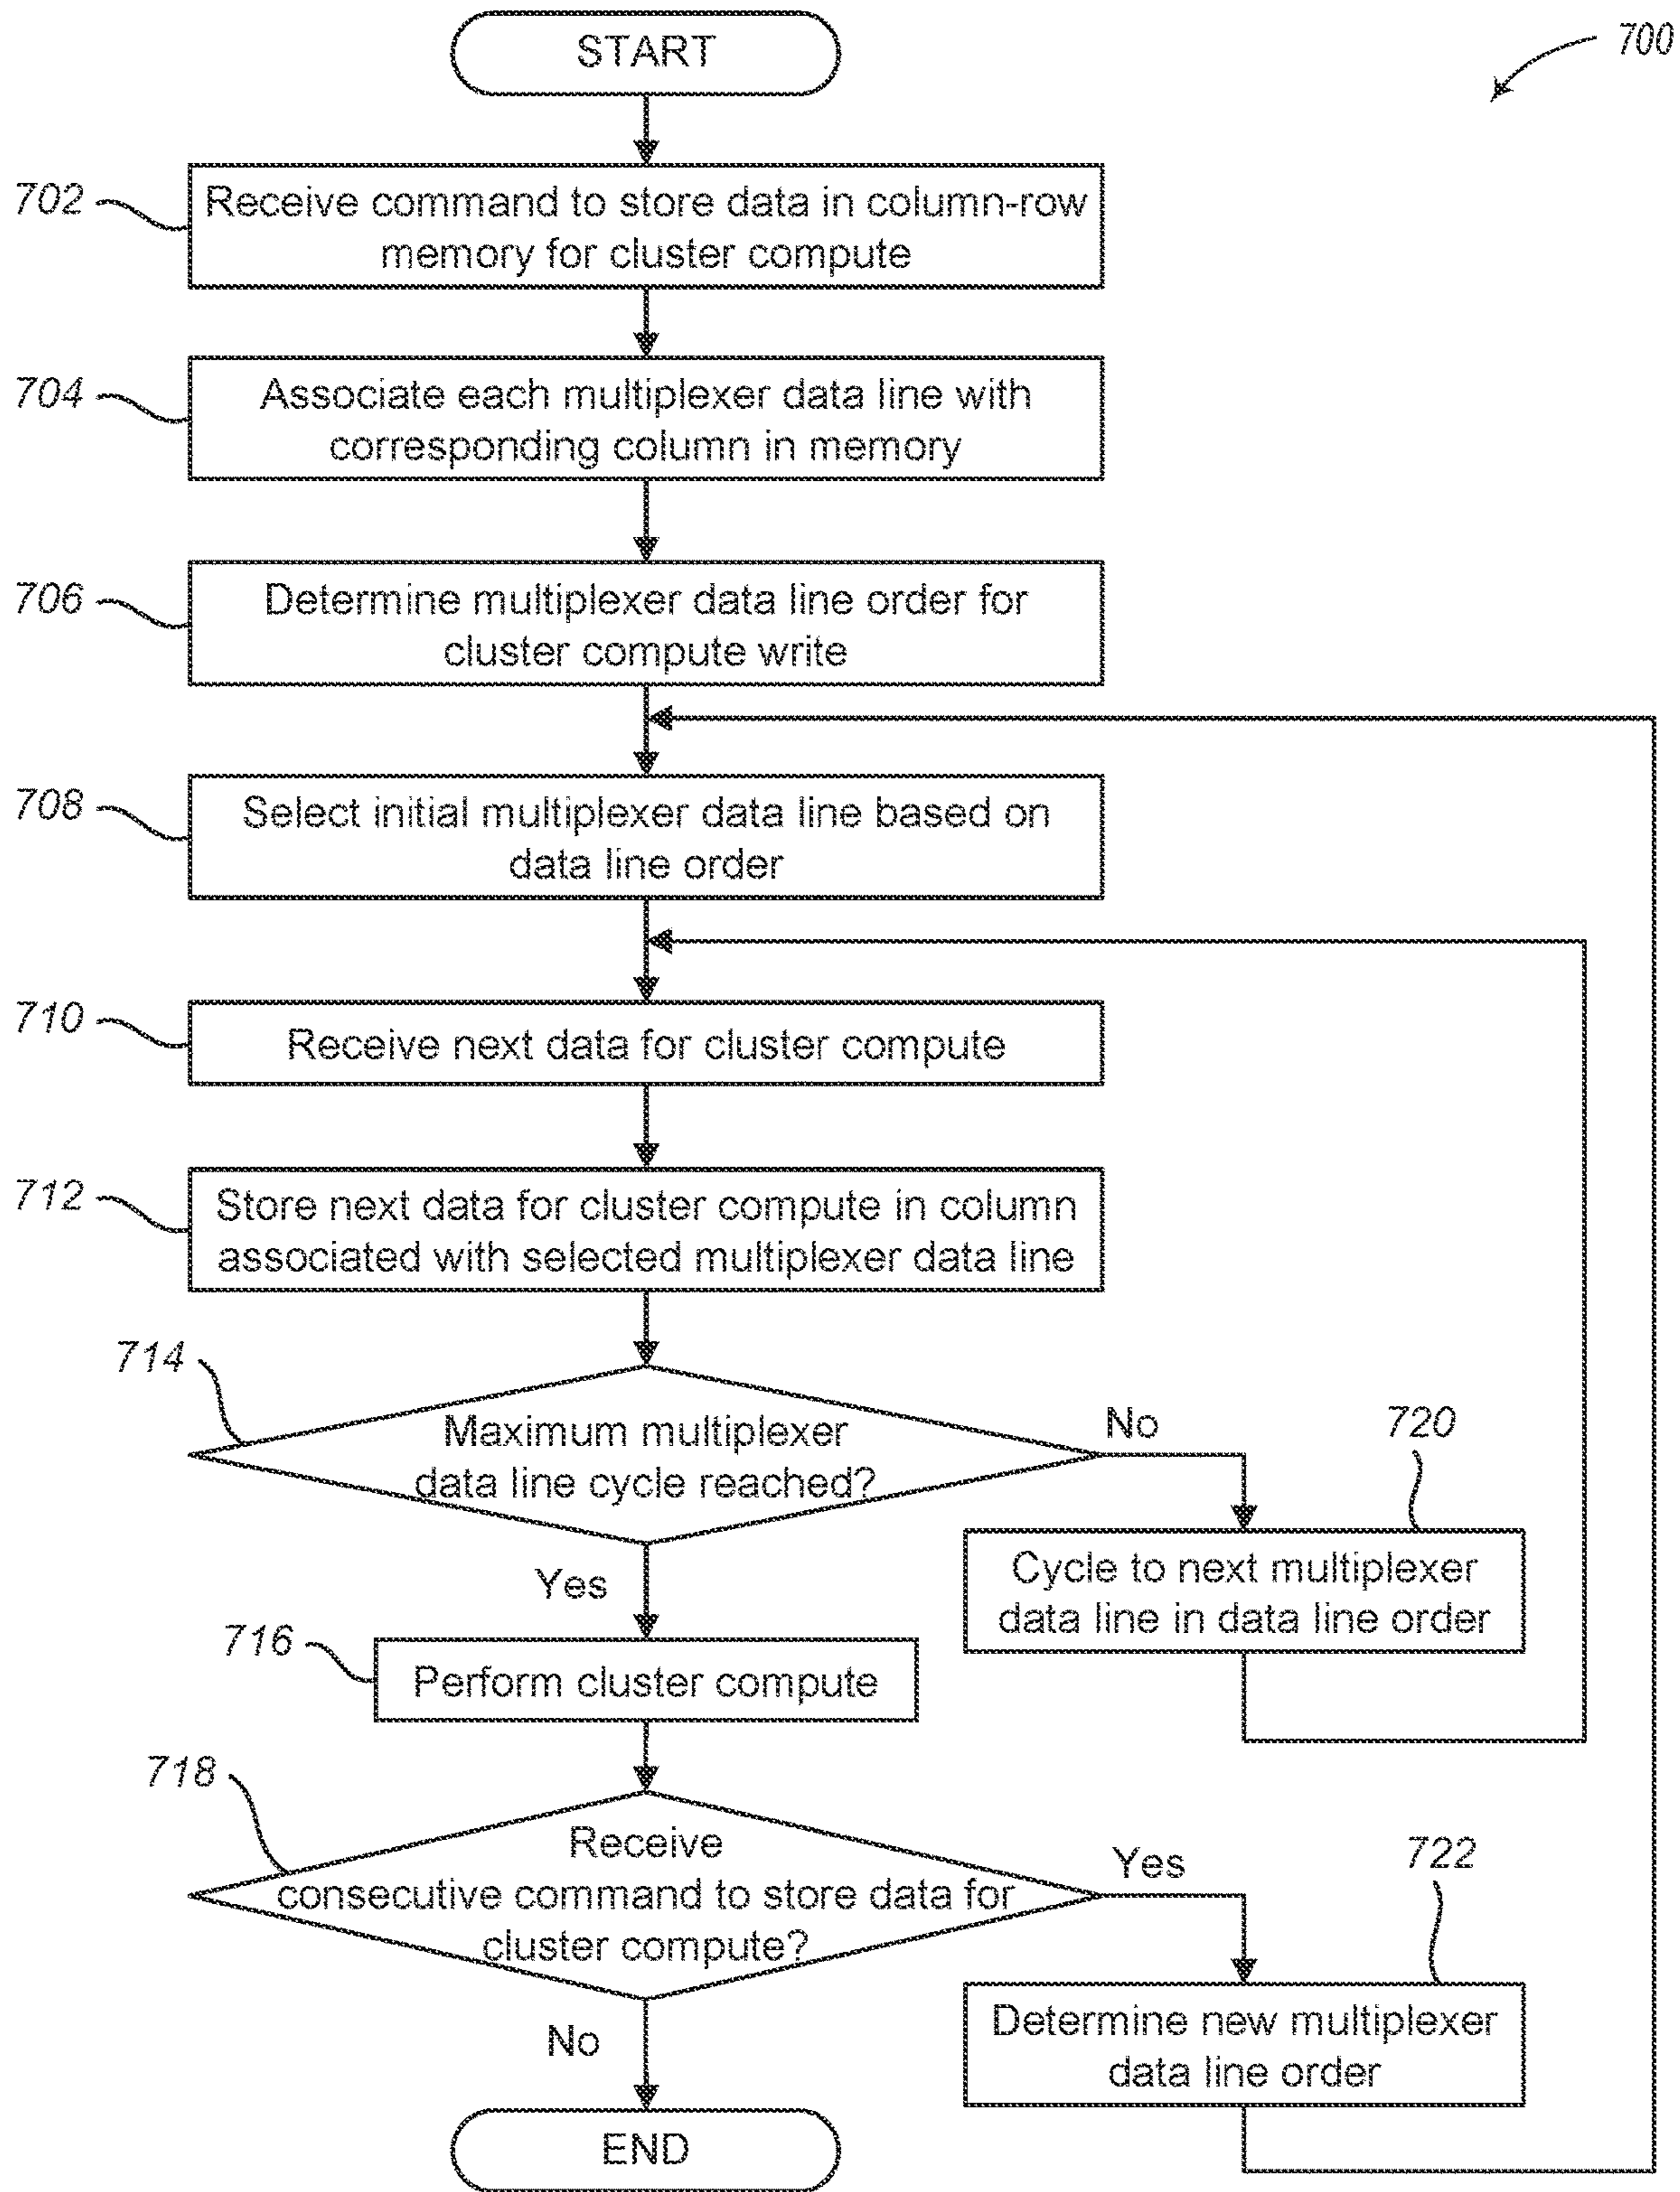 START
700
702
Receive command to store data in column-row
memory for cluster compute
704
Associate each multiplexer data line with
corresponding column in memory
706
Determine multiplexer data line order for
cluster compute write
708
Select initial multiplexer data line based on
data line order
710
Receive next data for cluster compute
712
Store next data for cluster compute in column
associated with selected multiplexer data line
714
Maximum multiplexer
data line cycle reached?
No
720
Cycle to next multiplexer
data line in data line order
Yes
716
Perform cluster compute
718
Receive
consecutive command to store data for
cluster compute?
Yes
722
Determine new multiplexer
data line order
No
END